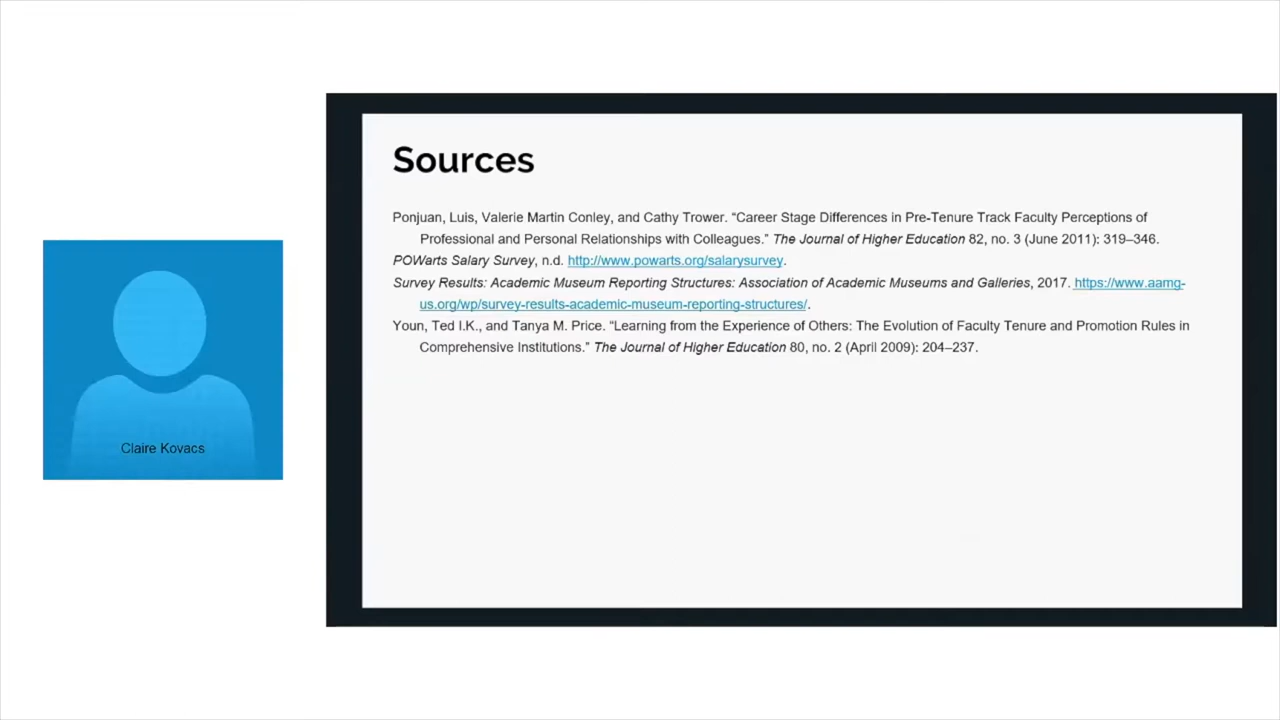 Sources
Ponjuan, Luis, Valerie Martin Conley, and Cathy Trower. “Career Stage Differences in Pre-Tenure Track Faculty Perceptions of
Professional and Personal Relationships with Colleagues.” The Journal of Higher Education 82, no. 3 (June 2011): 319–346.
POWarts Salary Survey, n.d. http://www.powarts.org/salarysurvey.
Survey Results: Academic Museum Reporting Structures: Association of Academic Museums and Galleries, 2017. https://www.aamg-
us.org/wp/survey-results-academic-museum-reporting-structures/.
Youn, Ted I.K., and Tanya M. Price. “Learning from the Experience of Others: The Evolution of Faculty Tenure and Promotion Rules in
Comprehensive Institutions.” The Journal of Higher Education 80, no. 2 (April 2009): 204–237.
Claire Kovacs